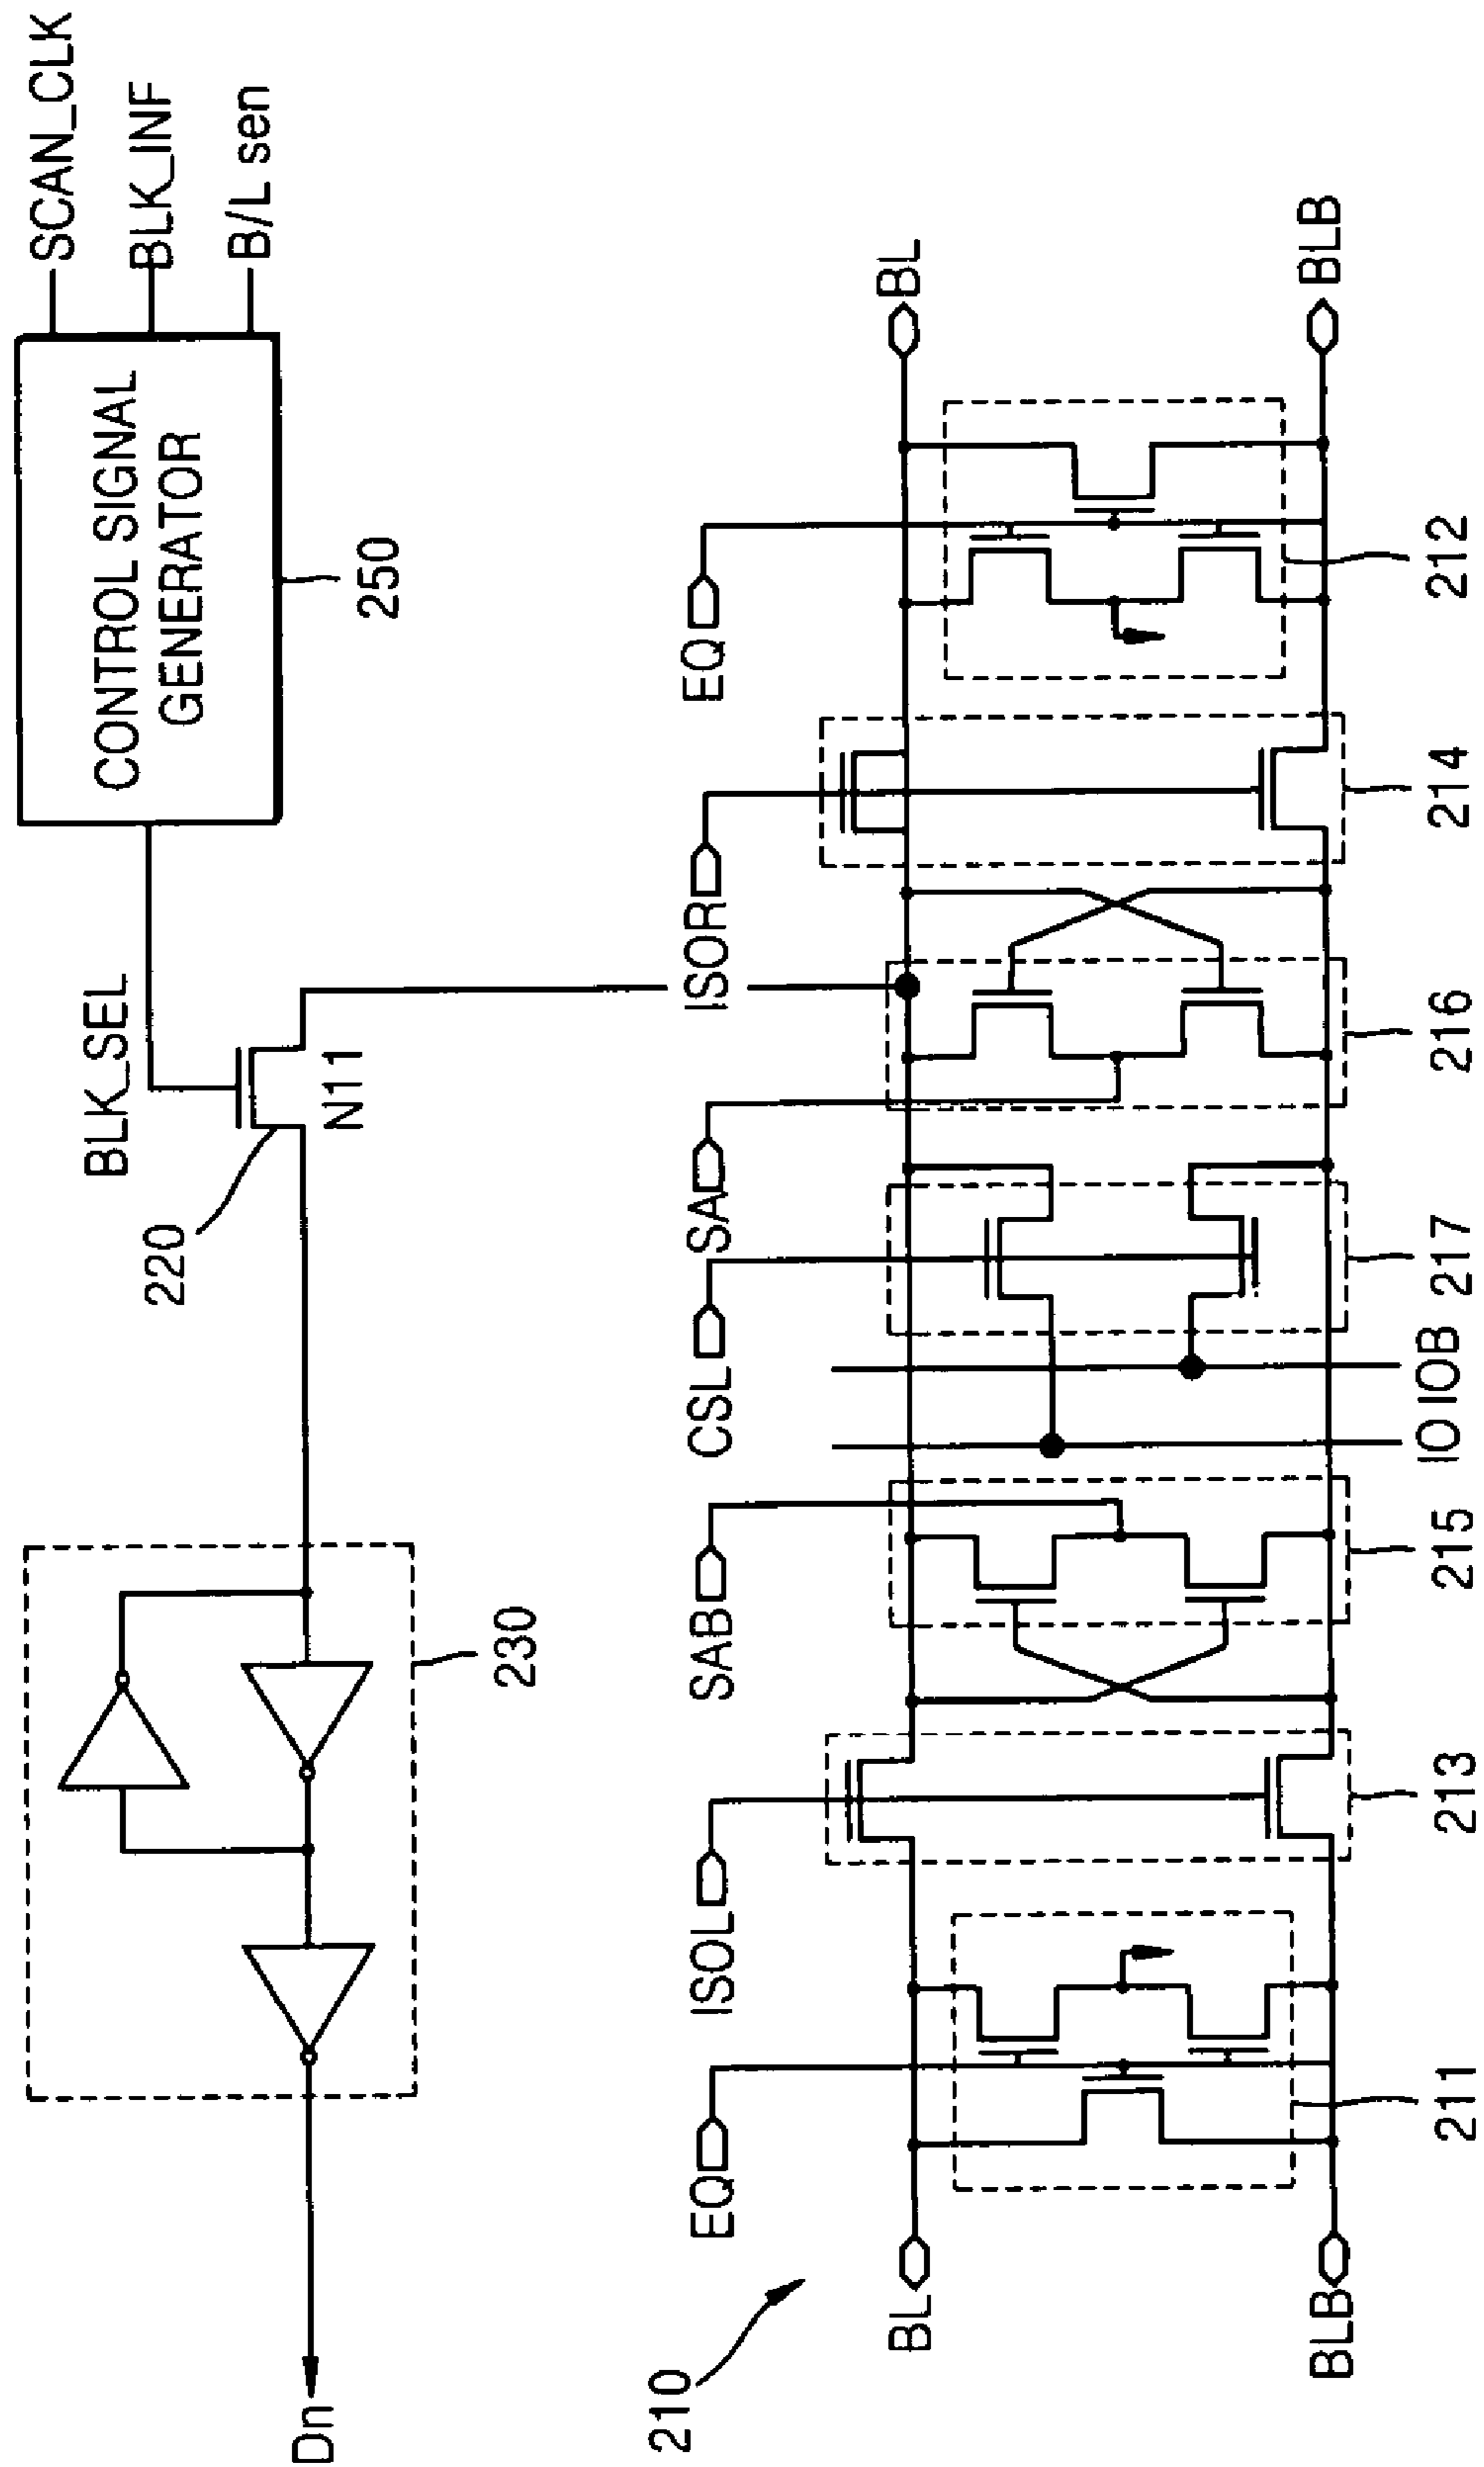 SCAN_CLK
BLK_INF
B/L sen
CONTROL SIGNAL
GENERATOR
250
BLK_SEL
N11
220
230
Dn
210
EQ
ISOL
SAB
CSL
SA
ISOR
EQ
BL
BL
BLB
BLB
IO
IOB
211
213
215
217
216
214
212